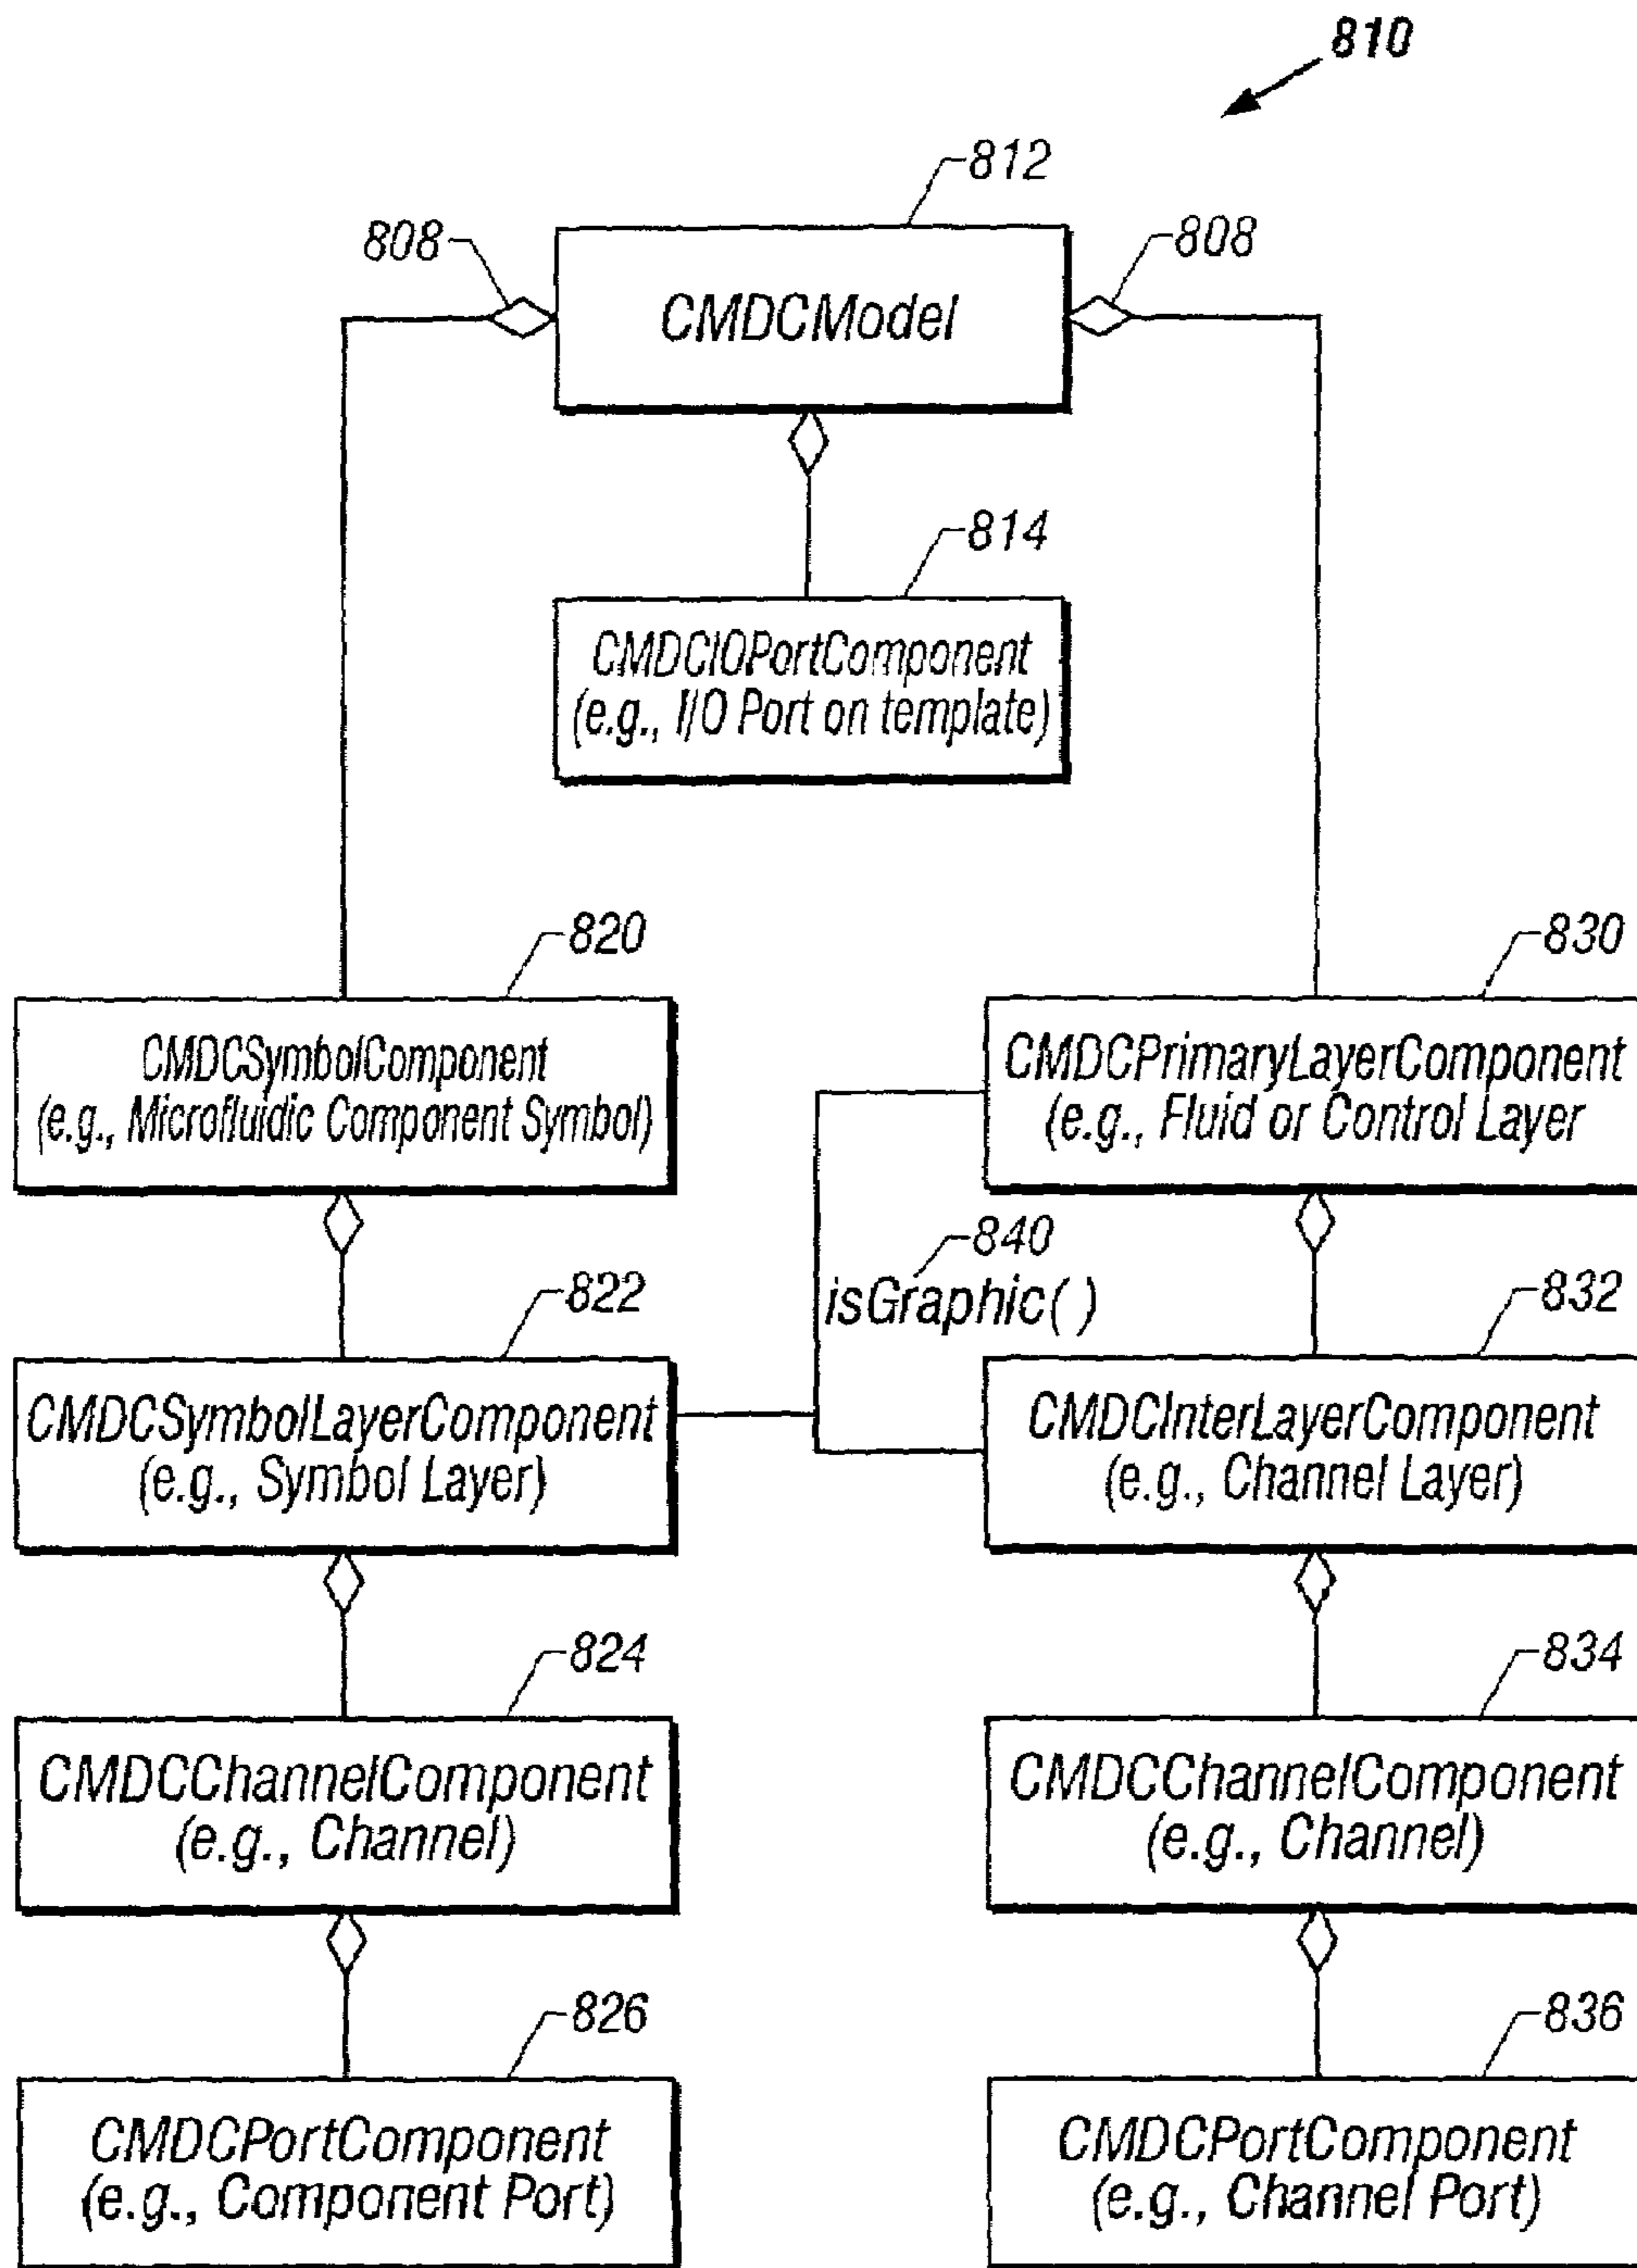 810
812
808
808
CMDCModel
814
CMDCIOPortComponent
(e.g., I/O Port on template)
820
830
CMDCSymbolComponent
(e.g., Microfluidic Component Symbol)
CMDCPrimaryLayerComponent
(e.g., Fluid or Control Layer
840
isGraphic( )
822
832
CMDCSymbolLayerComponent
(e.g., Symbol Layer)
CMDCInterLayerComponent
(e.g., Channel Layer)
824
834
CMDCChannelComponent
(e.g., Channel)
CMDCChannelComponent
(e.g., Channel)
826
836
CMDCPortComponent
(e.g., Component Port)
CMDCPortComponent
(e.g., Channel Port)